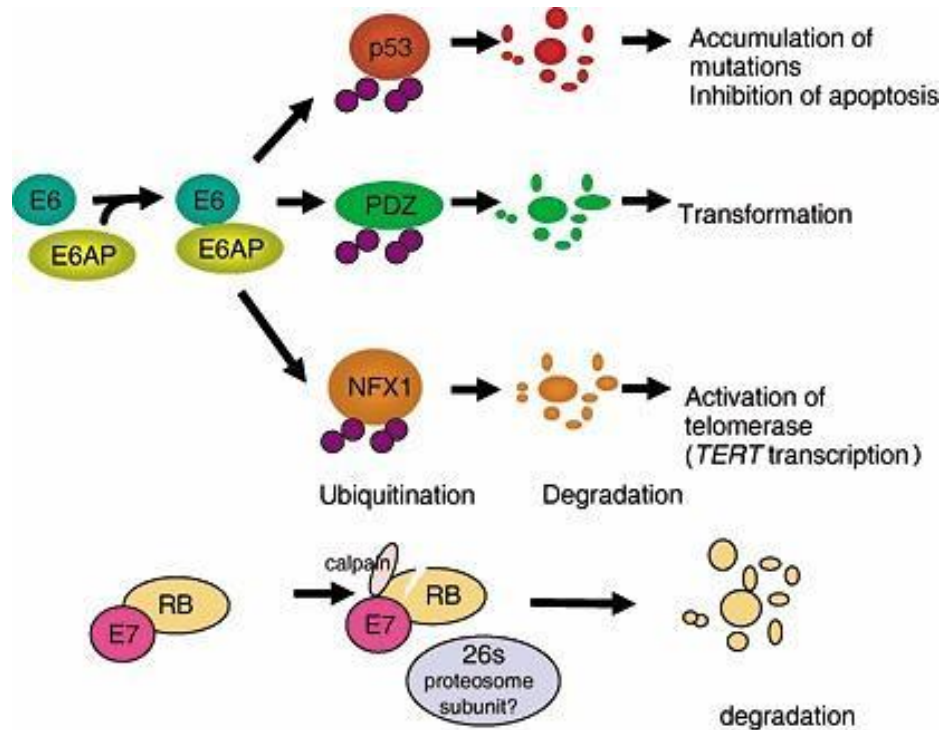 p53
Accumulation of
mutations
Inhibition of apoptosis
E6
E6AP
E6
E6AP
PDZ
Transformation
NFX1
Activation of
telomerase
(TERT transcription)
Ubiquitination
Degradation
RB
E7
calpain
RB
E7
26s
proteosome
subunit?
degradation